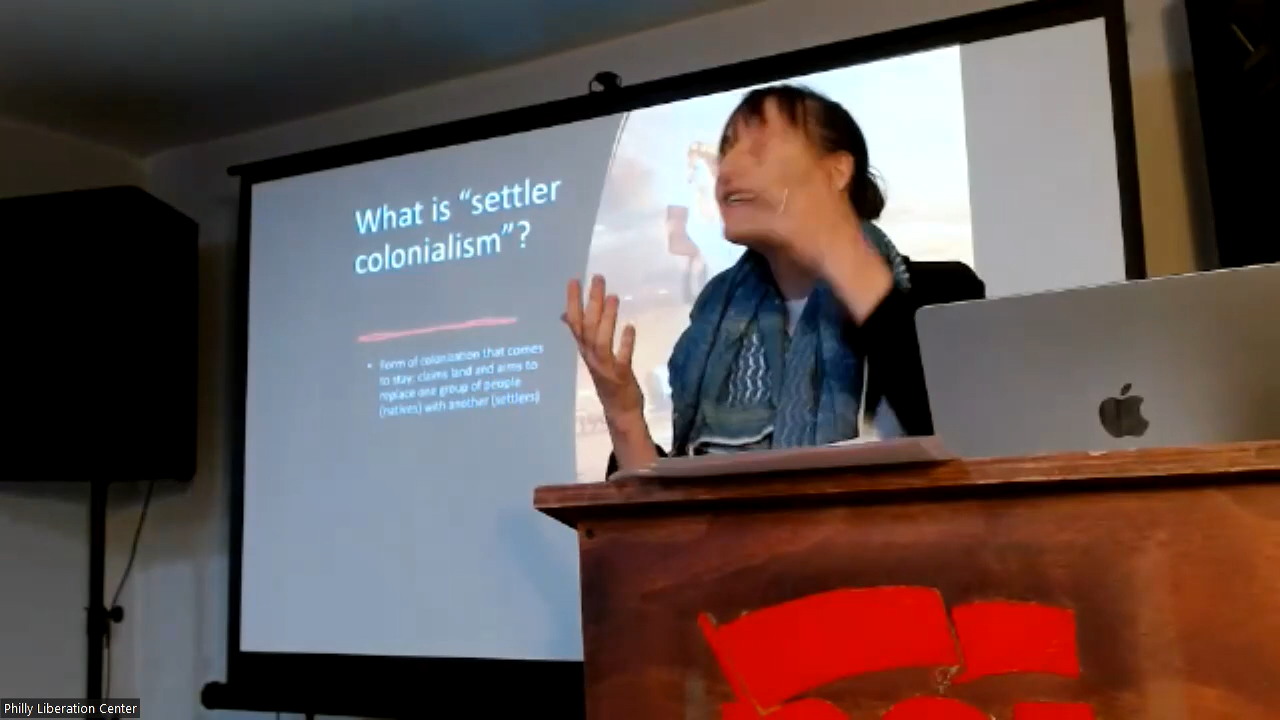 What is “settler
colonialism”?
• Form of colonization that comes
to stay: claims land and aims to
replace one group of people
(natives) with another (settlers)
Philly Liberation Center